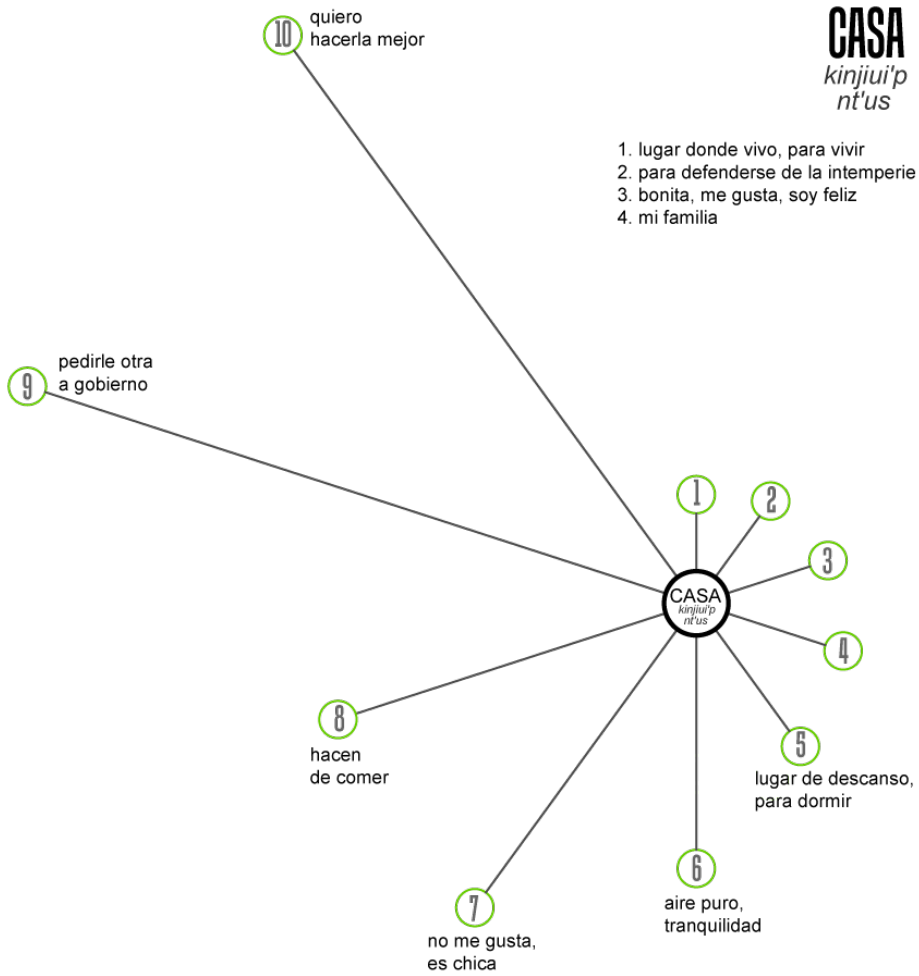 10
quiero
hacerla mejor
CASA
kinjiui'p
nt'us
1. lugar donde vivo, para vivir
2. para defenderse de la intemperie
3. bonita, me gusta, soy feliz
4. mi familia
9
pedirle otra
a gobierno
1
2
3
CASA
kinjiui'p
nt'us
4
8
hacen
de comer
5
lugar de descanso,
para dormir
6
aire puro,
tranquilidad
7
no me gusta,
es chica